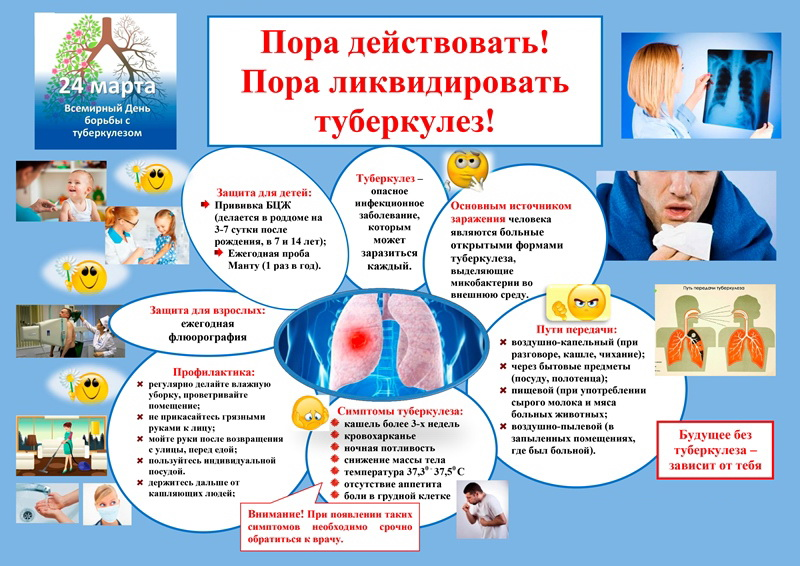 Пора действовать!
Пора ликвидировать
туберкулез!
24 марта
Всемирный День
борьбы с
туберкулезом
Защита для детей:
Прививка БЦЖ
(делается в роддоме на
3-7 сутки после
рождения, в 7 и 14 лет);
Ежегодная проба
Манту (1 раз в год).
Туберкулез –
опасное
инфекционное
заболевание,
которым
может
заразиться
каждый.
Основным источником
заражения человека
являются больные
открытыми формами
туберкулеза,
выделяющие
микобактерии во
внешнюю среду.
Защита для взрослых:
ежегодная
флюорография
Пути передачи:
воздушно-капельный (при
разговоре, кашле, чихание);
через бытовые предметы
(посуду, полотенца);
пищевой (при употреблении
сырого молока и мяса
больных животных;
воздушно-пылевой (в
запыленных помещениях,
где был больной).
Путь передачи туберкулеза
Профилактика:
регулярно делайте влажную
уборку, проветривайте
помещение;
не прикасайтесь грязными
руками к лицу;
мойте руки после возвращения
с улицы, перед едой;
пользуйтесь индивидуальной
посудой.
держитесь дальше от
кашляющих людей;
Симптомы туберкулеза:
кашель более 3-х недель
кровохарканье
ночная потливость
снижение массы тела
температура 37,3⁰ - 37,5⁰ С
отсутствие аппетита
боли в грудной клетке
Внимание! При появлении таких
симптомов необходимо срочно
обратиться к врачу.
Будущее без
туберкулеза –
зависит от тебя